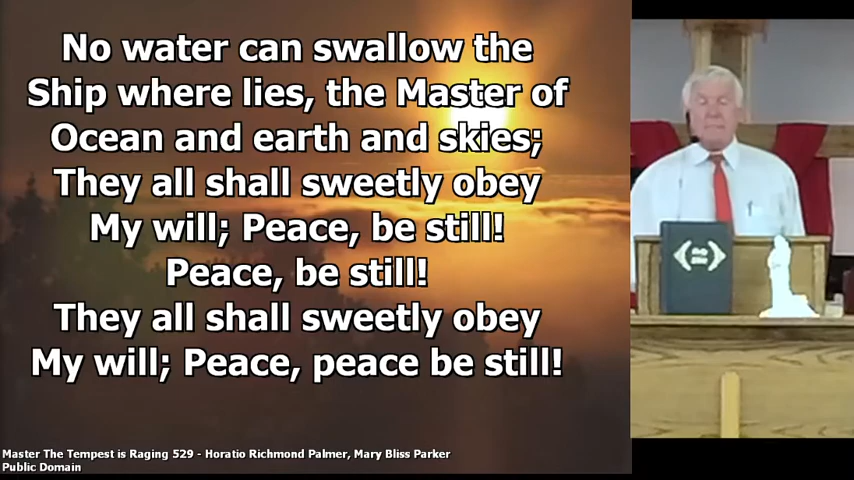 No water can swallow the
Ship where lies, the Master of
Ocean and earth and skies;
They all shall sweetly obey
My will; Peace, be still!
Peace, be still!
They all shall sweetly obey
My will; Peace, peace be still!
Master The Tempest is Raging 529 - Horatio Richmond Palmer, Mary Bliss Parker
Public Domain